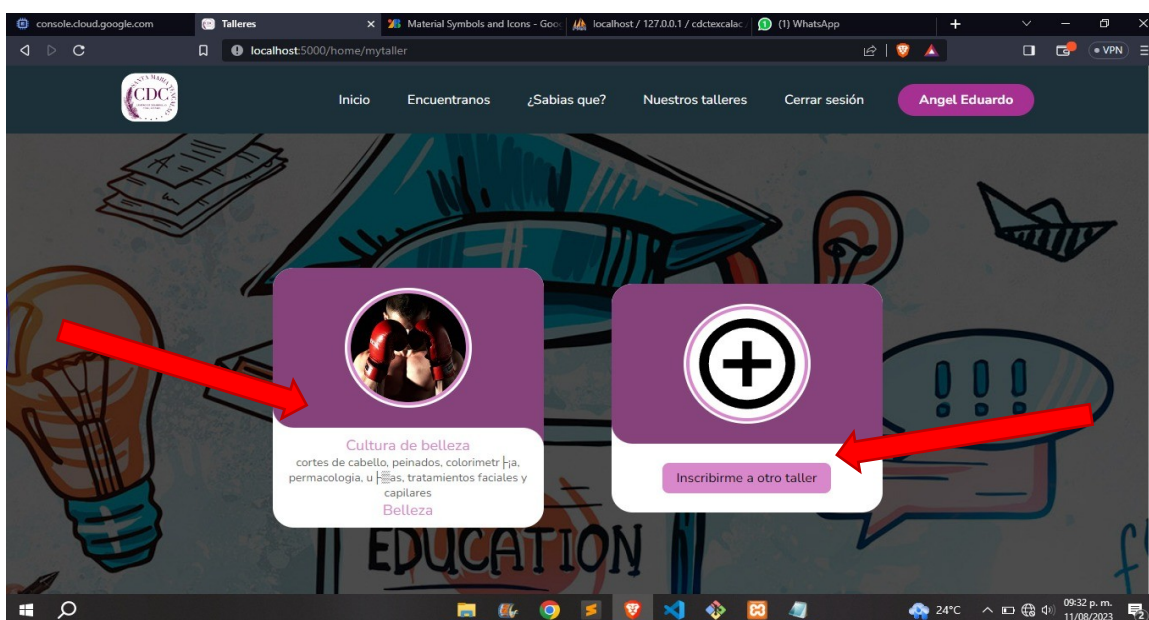 console.cloud.google.com
Talleres
Material Symbols and Icons - Goo
localhost / 127.0.0.1 / cdctexcalac
(1) WhatsApp
localhost:5000/home/mytaller
VPN
CDC
Inicio
Encuentranos
¿Sabias que?
Nuestros talleres
Cerrar sesión
Angel Eduardo
Cultura de belleza
cortes de cabello, peinados, colorimetr├¡a,
permacologia, u├▒as, tratamientos faciales y
capilares
Belleza
Inscribirme a otro taller
!!!
EDUCATION
24°C
09:32 p. m.
11/08/2023
2